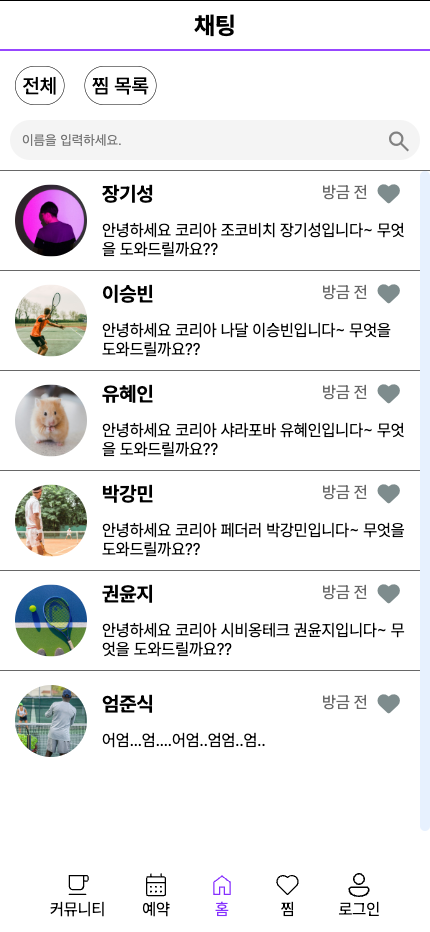 채팅
전체
찜 목록
이름을 입력하세요.
장기성
방금 전
안녕하세요 코리아 조코비치 장기성입니다~ 무엇
을 도와드릴까요??
이승빈
방금 전
안녕하세요 코리아 나달 이승빈입니다~ 무엇을
도와드릴까요??
유혜인
방금 전
안녕하세요 코리아 샤라포바 유혜인입니다~ 무엇
을 도와드릴까요??
박강민
방금 전
안녕하세요 코리아 페더러 박강민입니다~ 무엇을
도와드릴까요??
권윤지
방금 전
안녕하세요 코리아 시비옹테크 권윤지입니다~ 무
엇을 도와드릴까요??
엄준식
방금 전
어엄...엄....어엄..엄엄..엄..
커뮤니티
예약
홈
찜
로그인